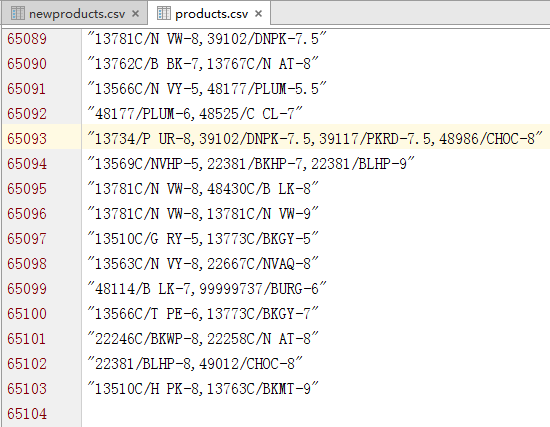 newproducts.csv × products.csv ×
65089 "13781C/N VW-8,39102/DNPK-7.5"
65090 "13762C/B BK-7,13767C/N AT-8"
65091 "13566C/N VY-5,48177/PLUM-5.5"
65092 "48177/PLUM-6,48525/C CL-7"
65093 "13734/P UR-8,39102/DNPK-7.5,39117/PKRD-7.5,48986/CHOC-8"
65094 "13569C/NVHP-5,22381/BKHP-7,22381/BLHP-9"
65095 "13781C/N VW-8,48430C/B LK-8"
65096 "13781C/N VW-8,13781C/N VW-9"
65097 "13510C/G RY-5,13773C/BKGY-5"
65098 "13563C/N VY-8,22667C/NVAQ-8"
65099 "48114/B LK-7,99999737/BURG-6"
65100 "13566C/T PE-6,13773C/BKGY-7"
65101 "22246C/BKWP-8,22258C/N AT-8"
65102 "22381/BLHP-8,49012/CHOC-8"
65103 "13510C/H PK-8,13763C/BKMT-9"
65104